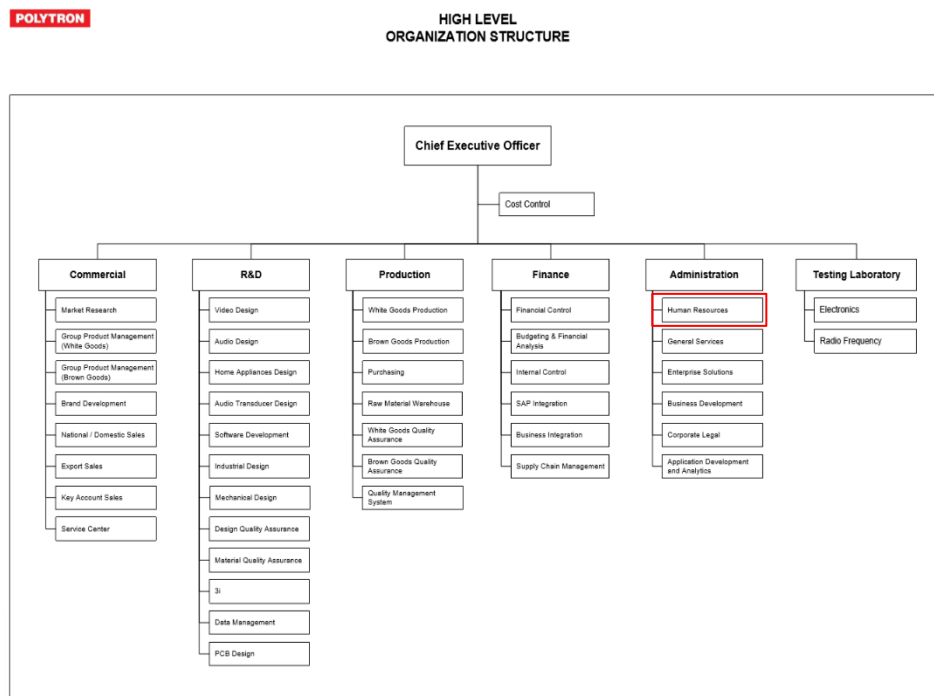 POLYTRON
HIGH LEVEL
ORGANIZATION STRUCTURE
Chief Executive Officer
Cost Control
Commercial
Market Research
Group Product Management
(White Goods)
Group Product Management
(Brown Goods)
Brand Development
National / Domestic Sales
Export Sales
Key Account Sales
Service Center
R&D
Video Design
Audio Design
Home Appliances Design
Audio Transducer Design
Software Development
Industrial Design
Mechanical Design
Design Quality Assurance
Material Quality Assurance
3i
Data Management
PCB Design
Production
White Goods Production
Brown Goods Production
Purchasing
Raw Material Warehouse
White Goods Quality
Assurance
Brown Goods Quality
Assurance
Quality Management
System
Finance
Financial Control
Budgeting & Financial
Analysis
Internal Control
SAP Integration
Business Integration
Supply Chain Management
Administration
Human Resources
General Services
Enterprise Solutions
Business Development
Corporate Legal
Application Development
and Analytics
Testing Laboratory
Electronics
Radio Frequency